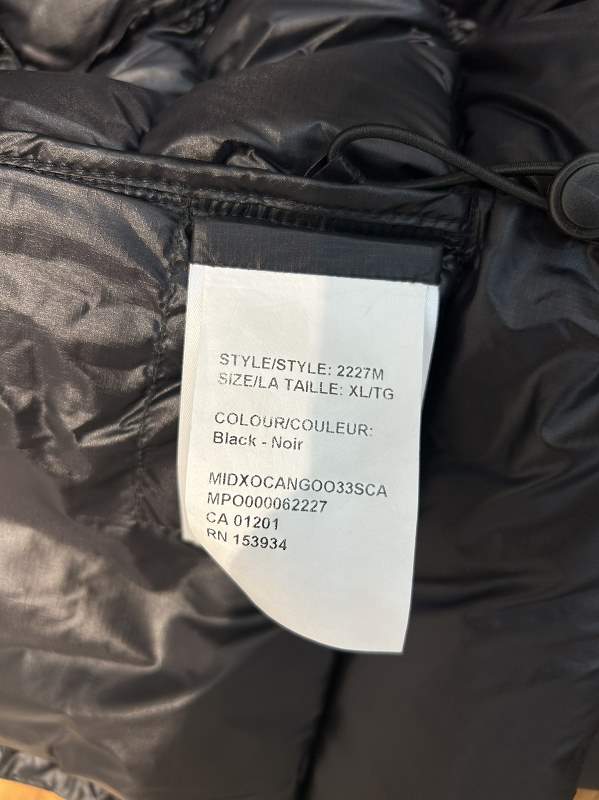 STYLE/STYLE: 2227M
SIZE/LA TAILLE: XL/TG
COLOUR/COULEUR:
Black - Noir
MIDXOCANGOO33SCA
MPO000062227
CA 01201
RN 153934